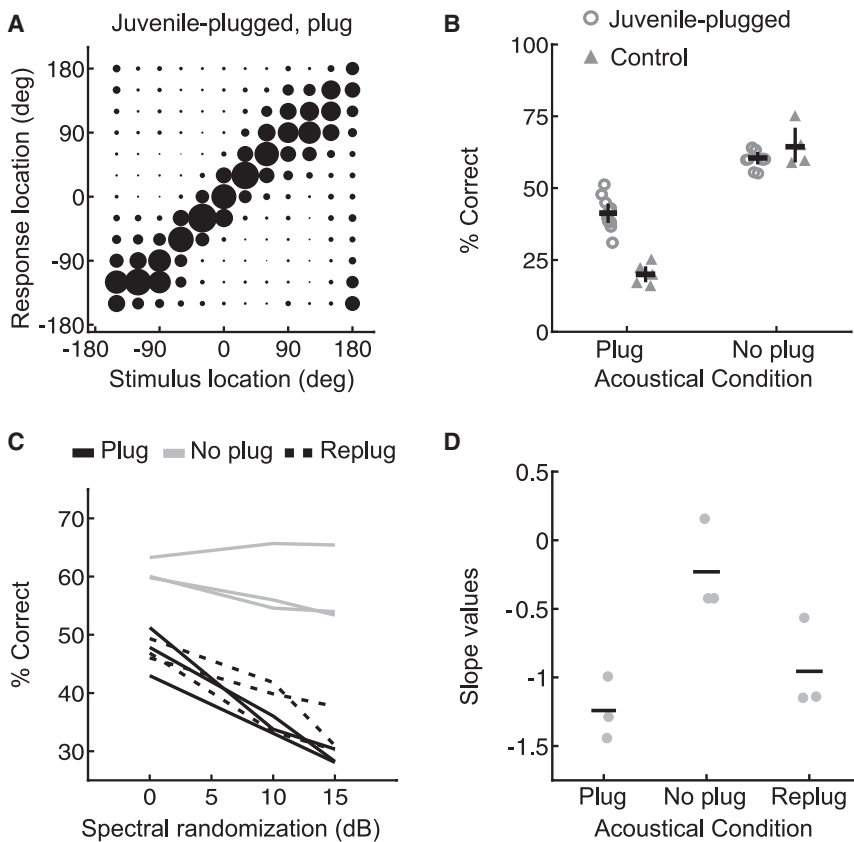 A
Juvenile-plugged, plug
180
90
0
-90
-180
Response location (deg)
-180
-90
0
90
180
Stimulus location (deg)
B
Juvenile-plugged
Control
100
75
50
25
0
% Correct
Plug
No plug
Acoustical Condition
C
Plug
No plug
Replug
70
60
50
40
30
% Correct
0
5
10
15
Spectral randomization (dB)
D
0.5
0
-0.5
-1
-1.5
Slope values
Plug
No plug
Replug
Acoustical Condition